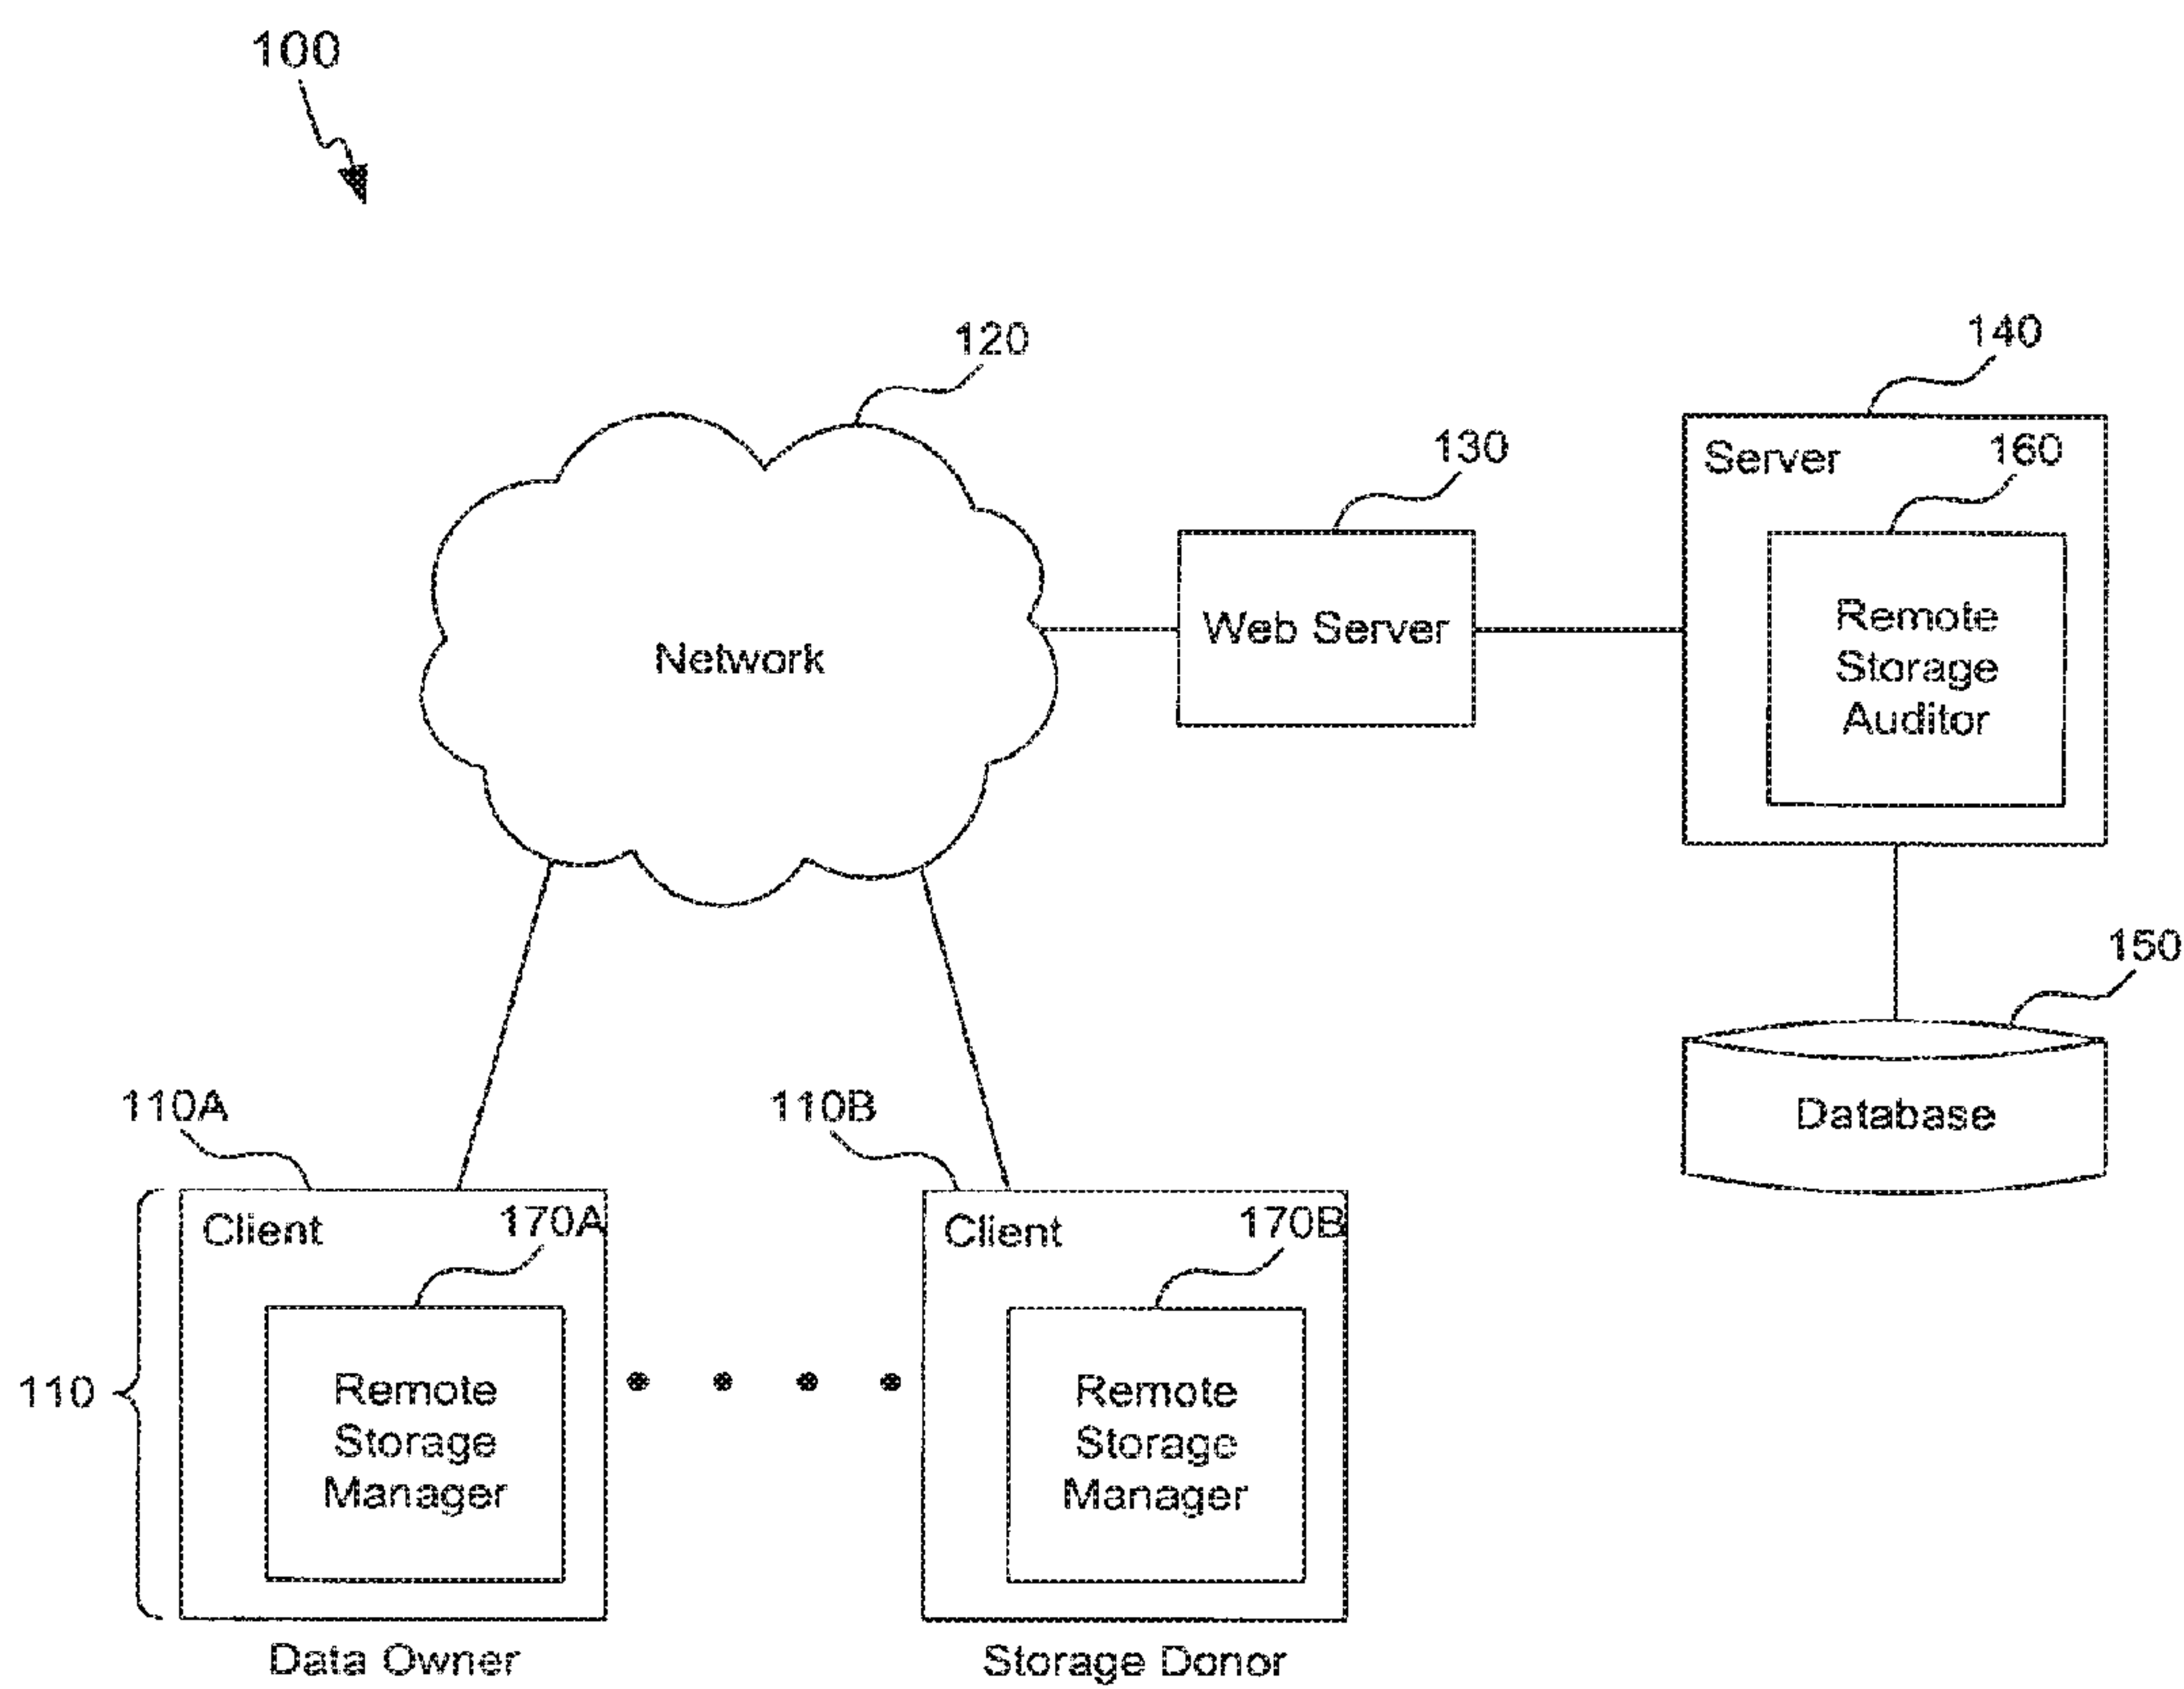 100
120
140
130
Server
160
Network
Web Server
Remote
Storage
Auditor
150
Database
110A
110B
Client
170A
Client
170B
110
Remote
Storage
Manager
Remote
Storage
Manager
Data Owner
Storage Donor